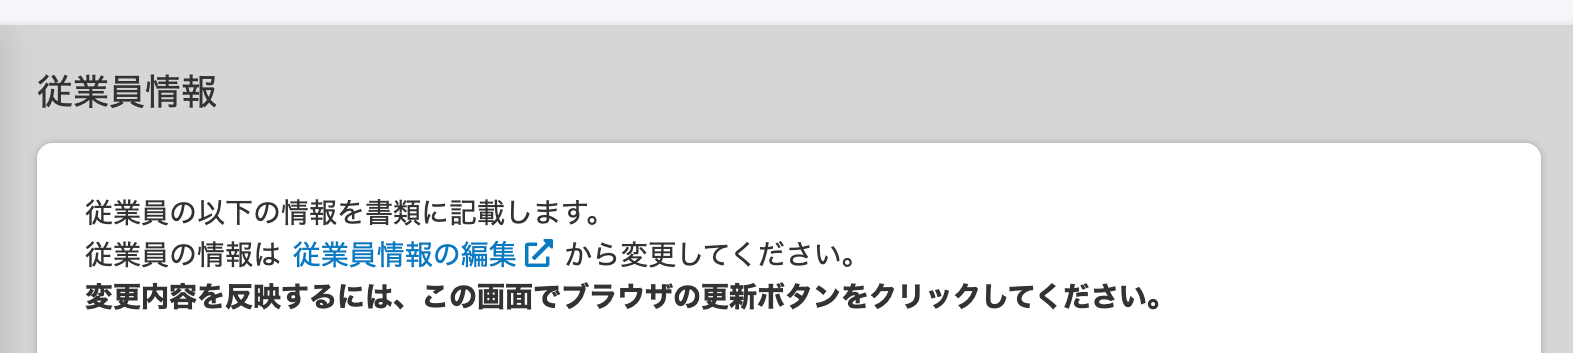 従業員情報
従業員の以下の情報を書類に記載します。
従業員の情報は 従業員情報の編集 から変更してください。
変更内容を反映するには、この画面でブラウザの更新ボタンをクリックしてください。